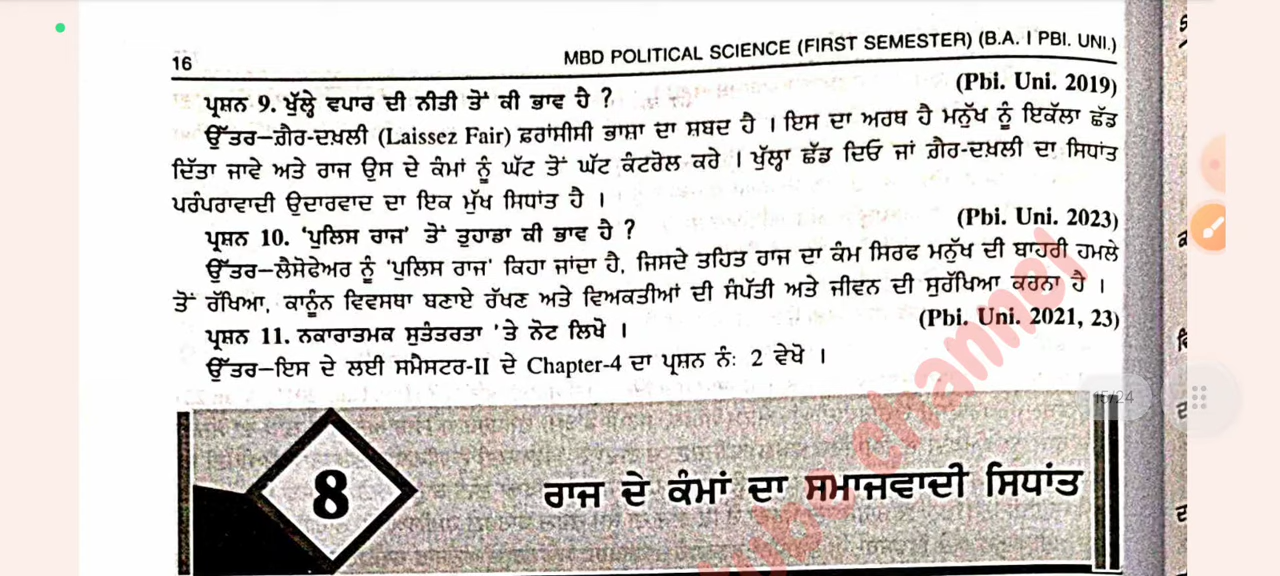 16
MBD POLITICAL SCIENCE (FIRST SEMESTER) (B.A. I PBI. UNI.)
(Pbi. Uni. 2019)
ਪ੍ਰਸ਼ਨ 9. ਖੁੱਲ੍ਹੇ ਵਪਾਰ ਦੀ ਨੀਤੀ ਤੋਂ ਕੀ ਭਾਵ ਹੈ ?
ਉੱਤਰ–ਗ਼ੈਰ-ਦਖ਼ਲੀ (Laissez Fair) ਫ਼ਰਾਂਸੀਸੀ ਭਾਸ਼ਾ ਦਾ ਸ਼ਬਦ ਹੈ । ਇਸ ਦਾ ਅਰਥ ਹੈ ਮਨੁੱਖ ਨੂੰ ਇਕੱਲਾ ਛੱਡ
ਦਿੱਤਾ ਜਾਵੇ ਅਤੇ ਰਾਜ ਉਸ ਦੇ ਕੰਮਾਂ ਨੂੰ ਘੱਟ ਤੋਂ ਘੱਟ ਕੰਟਰੋਲ ਕਰੇ । ਖੁੱਲ੍ਹਾ ਛੱਡ ਦਿਓ ਜਾਂ ਗ਼ੈਰ-ਦਖ਼ਲੀ ਦਾ ਸਿਧਾਂਤ
ਪਰੰਪਰਾਵਾਦੀ ਉਦਾਰਵਾਦ ਦਾ ਇਕ ਮੁੱਖ ਸਿਧਾਂਤ ਹੈ ।
(Pbi. Uni. 2023)
ਪ੍ਰਸ਼ਨ 10. ‘ਪੁਲਿਸ ਰਾਜ’ ਤੋਂ ਤੁਹਾਡਾ ਕੀ ਭਾਵ ਹੈ ?
ਉੱਤਰ–ਲੈਸੇਫੇਅਰ ਨੂੰ ‘ਪੁਲਿਸ ਰਾਜ’ ਕਿਹਾ ਜਾਂਦਾ ਹੈ, ਜਿਸਦੇ ਤਹਿਤ ਰਾਜ ਦਾ ਕੰਮ ਸਿਰਫ ਮਨੁੱਖ ਦੀ ਬਾਹਰੀ ਹਮਲੇ
ਤੋਂ ਰੱਖਿਆ, ਕਾਨੂੰਨ ਵਿਵਸਥਾ ਬਣਾਏ ਰੱਖਣ ਅਤੇ ਵਿਅਕਤੀਆਂ ਦੀ ਸੰਪੱਤੀ ਅਤੇ ਜੀਵਨ ਦੀ ਸੁਰੱਖਿਆ ਕਰਨਾ ਹੈ ।
(Pbi. Uni. 2021, 23)
ਪ੍ਰਸ਼ਨ 11. ਨਕਾਰਾਤਮਕ ਸੁਤੰਤਰਤਾ 'ਤੇ ਨੋਟ ਲਿਖੋ ।
ਉੱਤਰ–ਇਸ ਦੇ ਲਈ ਸਮੈਸਟਰ-II ਦੇ Chapter-4 ਦਾ ਪ੍ਰਸ਼ਨ ਨੰ: 2 ਵੇਖੋ ।
15/24
8
ਰਾਜ ਦੇ ਕੰਮਾਂ ਦਾ ਸਮਾਜਵਾਦੀ ਸਿਧਾਂਤ
channel